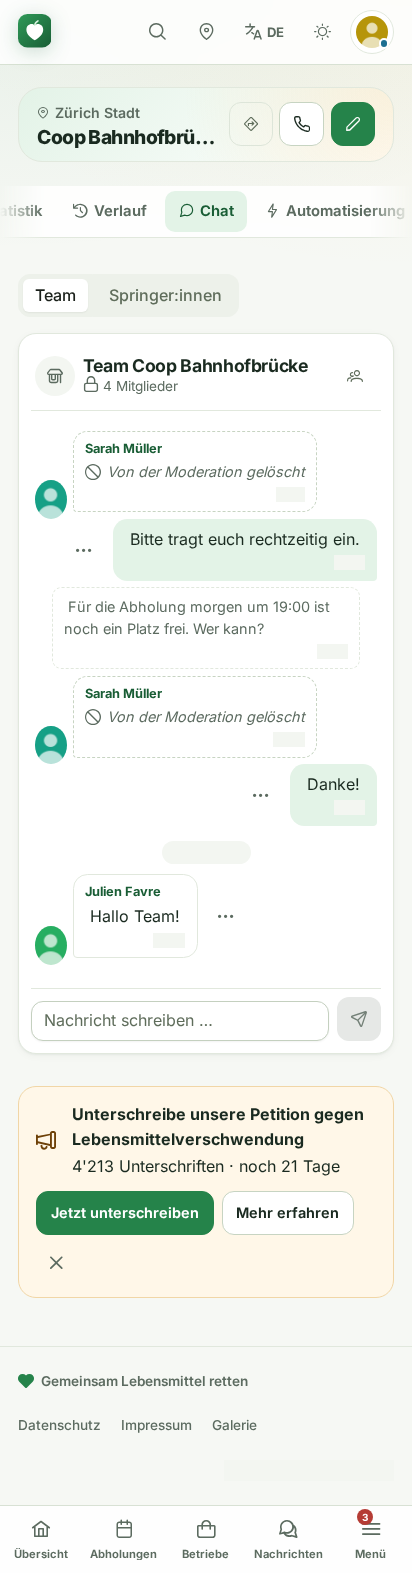 DE
Zürich Stadt
Coop Bahnhofbrü…
atistik
Verlauf
Chat
Automatisierung
Team
Springer:innen
Team Coop Bahnhofbrücke
4 Mitglieder
Sarah Müller
Von der Moderation gelöscht
Bitte tragt euch rechtzeitig ein.
Für die Abholung morgen um 19:00 ist
noch ein Platz frei. Wer kann?
Sarah Müller
Von der Moderation gelöscht
Danke!
Julien Favre
Hallo Team!
Nachricht schreiben …
Unterschreibe unsere Petition gegen
Lebensmittelverschwendung
4'213 Unterschriften · noch 21 Tage
Jetzt unterschreiben
Mehr erfahren
Gemeinsam Lebensmittel retten
Datenschutz
Impressum
Galerie
3
Übersicht
Abholungen
Betriebe
Nachrichten
Menü